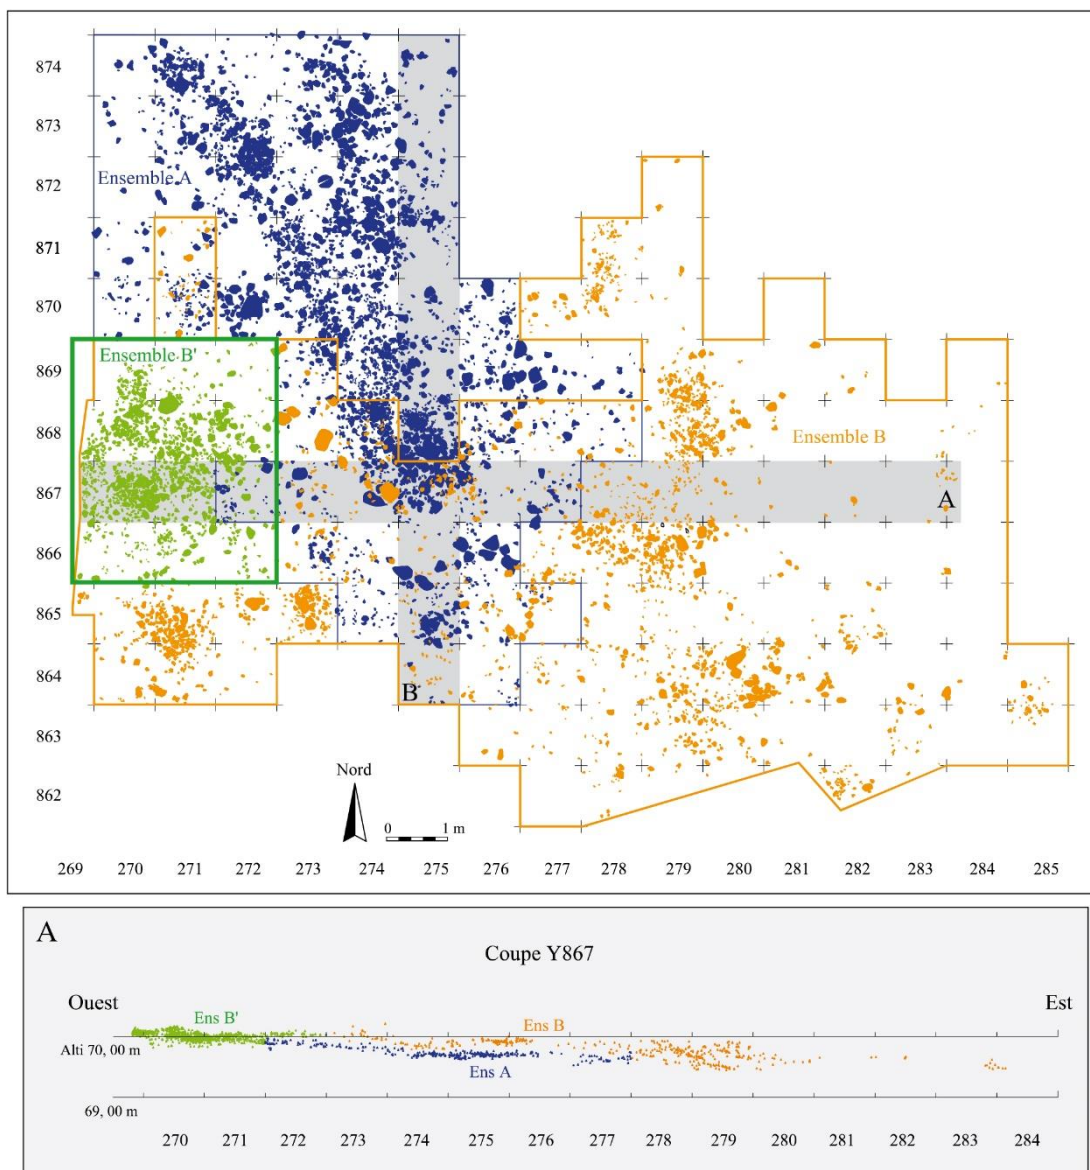 874
873
872
871
870
869
868
867
866
865
864
863
862
Ensemble A
Ensemble B'
Ensemble B
A
B
Nord
0 1 m
269 270 271 272 273 274 275 276 277 278 279 280 281 282 283 284 285
A
Coupe Y867
Ouest Est
Ens B' Ens B
Alti 70, 00 m
Ens A
69, 00 m
270 271 272 273 274 275 276 277 278 279 280 281 282 283 284